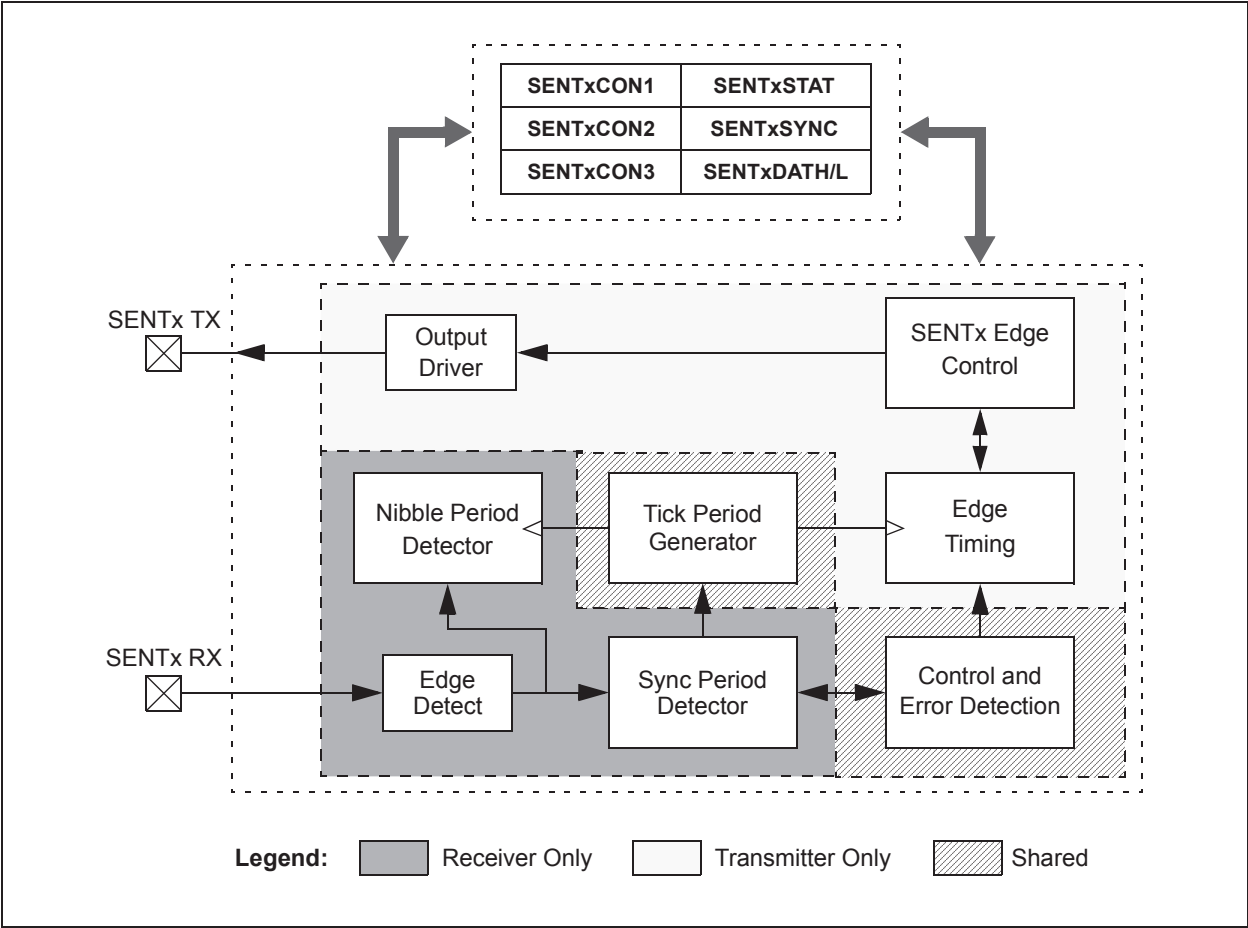 SENTxCON1 SENTxSTAT
SENTxCON2 SENTxSYNC
SENTxCON3 SENTxDATH/L
SENTx TX
Output
Driver
SENTx Edge
Control
Nibble Period
Detector
Tick Period
Generator
Edge
Timing
SENTx RX
Edge
Detect
Sync Period
Detector
Control and
Error Detection
Legend: Receiver Only Transmitter Only Shared